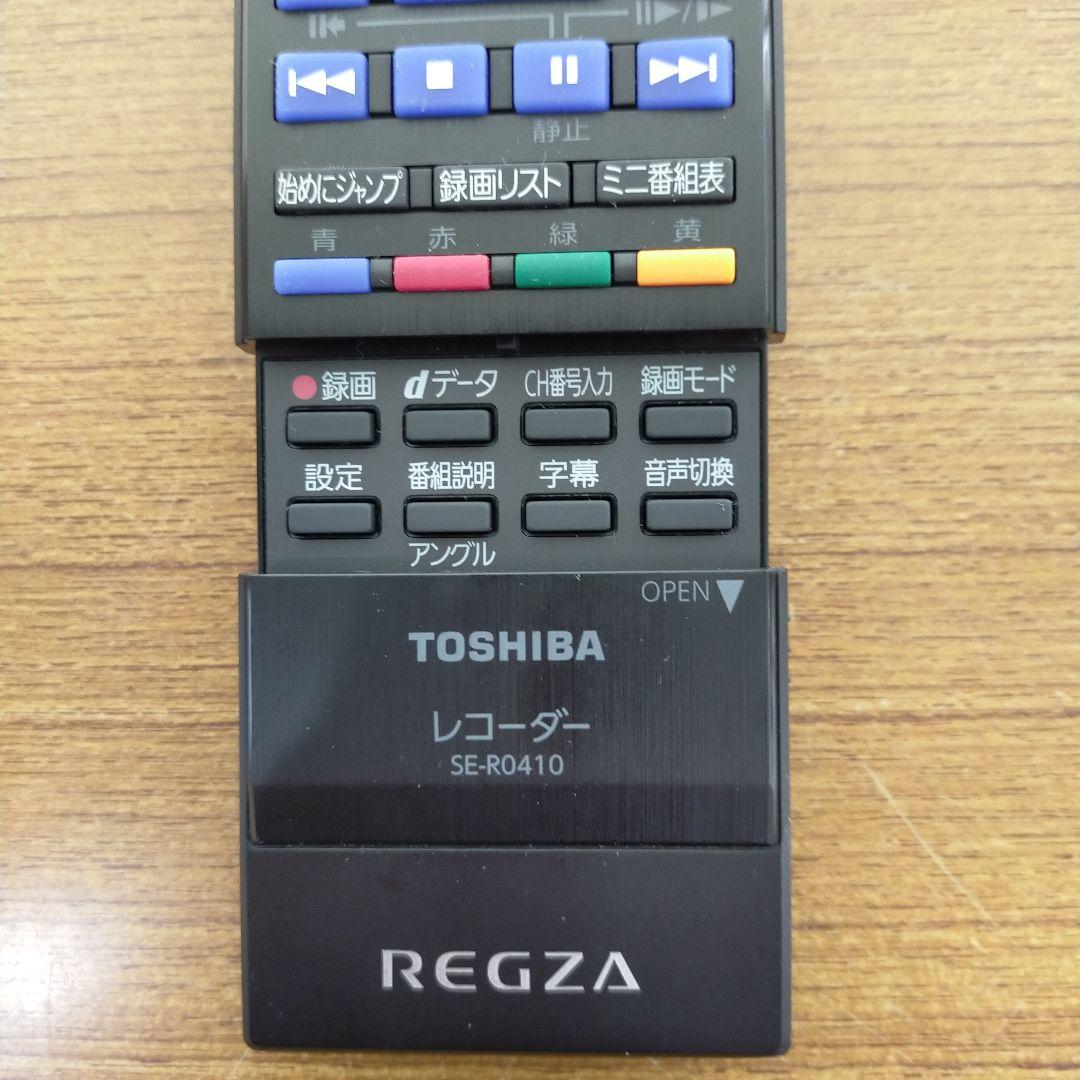 静止
始めにジャンプ 録画リスト ミニ番組表
青 赤 緑 黄
録画 dデータ CH番号入力 録画モード
設定 番組説明 字幕 音声切換
アングル
OPEN
TOSHIBA
レコーダー
SE-R0410
REGZA